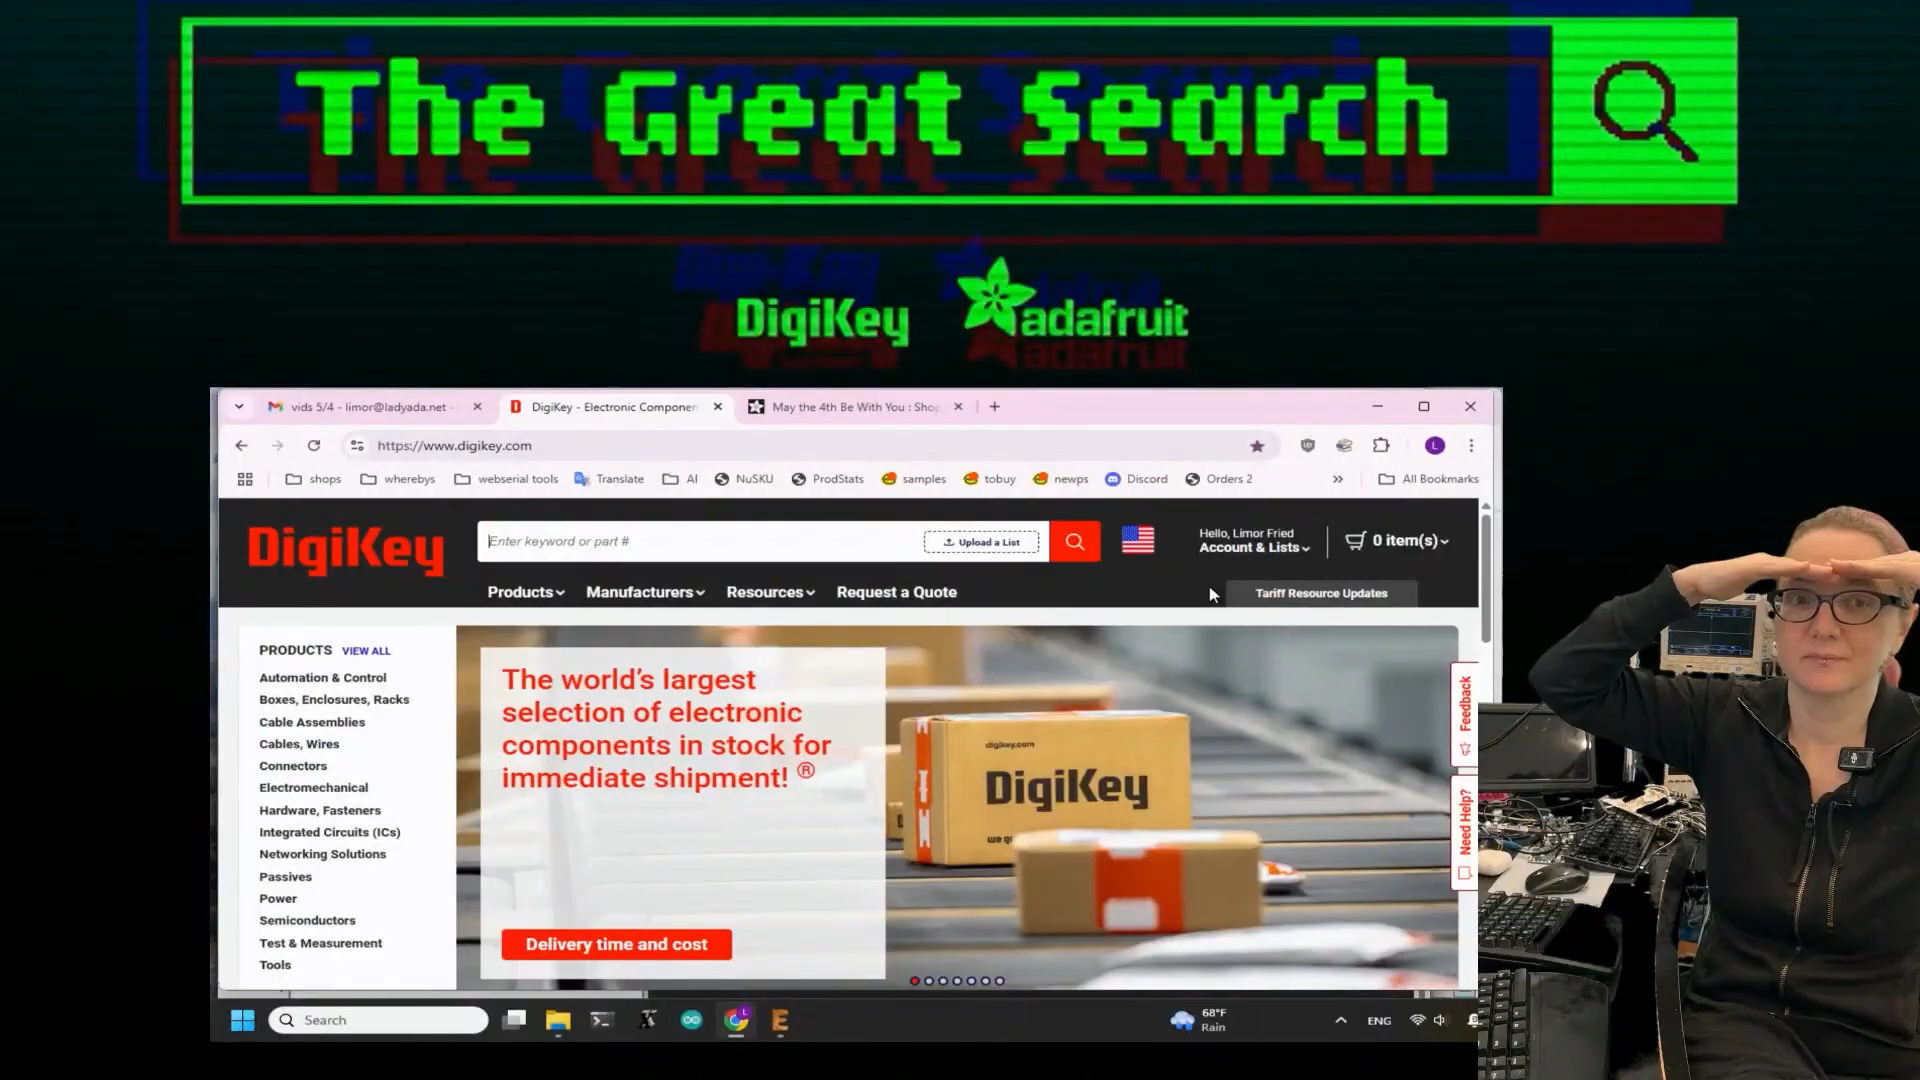 The Great Search
DigiKey adafruit
vids 5/4 - limor@ladyada.net -
DigiKey - Electronic Componen
May the 4th Be With You : Shop
https://www.digikey.com
shops
wherebys
webserial tools
Translate
AI
NuSKU
ProdStats
samples
tobuy
newps
Discord
Orders 2
All Bookmarks
DigiKey
Enter keyword or part #
Upload a List
Hello, Limor Fried
Account & Lists
0 item(s)
Products
Manufacturers
Resources
Request a Quote
Tariff Resource Updates
PRODUCTS VIEW ALL
Automation & Control
Boxes, Enclosures, Racks
Cable Assemblies
Cables, Wires
Connectors
Electromechanical
Hardware, Fasteners
Integrated Circuits (ICs)
Networking Solutions
Passives
Power
Semiconductors
Test & Measurement
Tools
The world's largest
selection of electronic
components in stock for
immediate shipment! ®
Delivery time and cost
digikey.com
DigiKey
Feedback
Need Help?
Search
68°F
Rain
ENG